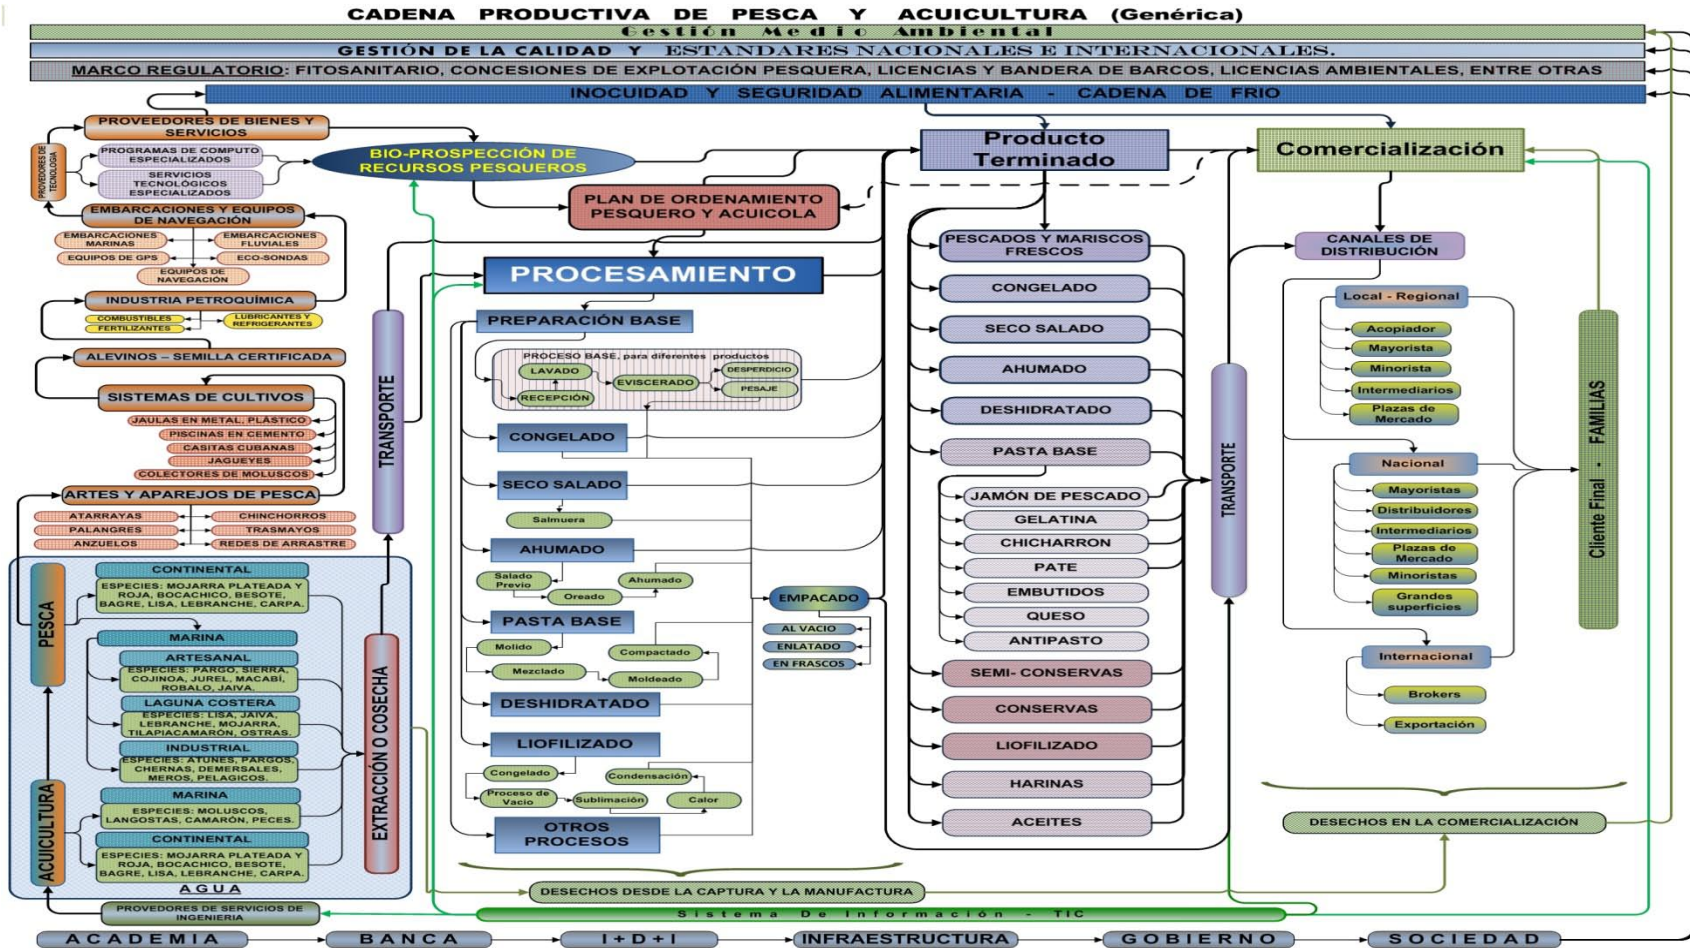 CADENA PRODUCTIVA DE PESCA Y ACUICULTURA (Genérica)
Gestión Medio Ambiental
GESTIÓN DE LA CALIDAD Y ESTANDARES NACIONALES E INTERNACIONALES.
MARCO REGULATORIO: FITOSANITARIO, CONCESIONES DE EXPLOTACIÓN PESQUERA, LICENCIAS Y BANDERA DE BARCOS, LICENCIAS AMBIENTALES, ENTRE OTRAS
INOCUIDAD Y SEGURIDAD ALIMENTARIA - CADENA DE FRIO
PROVEEDORES DE BIENES Y
SERVICIOS
PROVEDORES DE
TECNOLOGIA
PROGRAMAS DE COMPUTO
ESPECIALIZADOS
SERVICIOS
TECNOLÓGICOS
ESPECIALIZADOS
EMBARCACIONES Y EQUIPOS
DE NAVEGACIÓN
EMBARCACIONES
MARINAS
EMBARCACIONES
FLUVIALES
EQUIPOS DE GPS
ECO-SONDAS
EQUIPOS DE
NAVEGACIÓN
INDUSTRIA PETROQUÍMICA
COMBUSTIBLES
FERTILIZANTES
LUBRICANTES Y
REFRIGERANTES
ALEVINOS – SEMILLA CERTIFICADA
SISTEMAS DE CULTIVOS
JAULAS EN METAL, PLÁSTICO
PISCINAS EN CEMENTO
CASITAS CUBANAS
JAGUEYES
COLECTORES DE MOLUSCOS
ARTES Y APAREJOS DE PESCA
ATARRAYAS
CHINCHORROS
PALANGRES
TRASMAYOS
ANZUELOS
REDES DE ARRASTRE
PESCA
CONTINENTAL
ESPECIES: MOJARRA PLATEADA Y
ROJA, BOCACHICO, BESOTE,
BAGRE, LISA, LEBRANCHE, CARPA.
MARINA
ARTESANAL
ESPECIES: PARGO, SIERRA,
COJINOA, JUREL, MACABÍ,
ROBALO, JAIVA.
LAGUNA COSTERA
ESPECIES: LISA, JAIVA,
LEBRANCHE, MOJARRA,
TILAPIACAMARÓN, OSTRAS.
INDUSTRIAL
ESPECIES: ATUNES, PARGOS,
CHERNAS, DEMERSALES,
MEROS, PELAGICOS.
ACUICULTURA
MARINA
ESPECIES: MOLUSCOS,
LANGOSTAS, CAMARÓN, PECES.
CONTINENTAL
ESPECIES: MOJARRA PLATEADA Y
ROJA, BOCACHICO, BESOTE,
BAGRE, LISA, LEBRANCHE, CARPA.
AGUA
PROVEDORES DE SERVICIOS DE
INGENIERIA
EXTRACCIÓN O COSECHA
TRANSPORTE
BIO-PROSPECCIÓN DE
RECURSOS PESQUEROS
PLAN DE ORDENAMIENTO
PESQUERO Y ACUICOLA
PROCESAMIENTO
PREPARACIÓN BASE
PROCESO BASE, para diferentes productos
LAVADO
RECEPCIÓN
EVISCERADO
DESPERDICIO
PESAJE
CONGELADO
SECO SALADO
Salmuera
AHUMADO
Salado
Previo
Oreado
Ahumado
PASTA BASE
Molido
Mezclado
Moldeado
Compactado
DESHIDRATADO
LIOFILIZADO
Congelado
Proceso de
Vacio
Sublimación
Calor
Condensación
OTROS
PROCESOS
EMPACADO
AL VACIO
ENLATADO
EN FRASCOS
Producto
Terminado
PESCADOS Y MARISCOS
FRESCOS
CONGELADO
SECO SALADO
AHUMADO
DESHIDRATADO
PASTA BASE
JAMÓN DE PESCADO
GELATINA
CHICHARRON
PATE
EMBUTIDOS
QUESO
ANTIPASTO
SEMI- CONSERVAS
CONSERVAS
LIOFILIZADO
HARINAS
ACEITES
TRANSPORTE
Comercialización
CANALES DE
DISTRIBUCIÓN
Local - Regional
Acopiador
Mayorista
Minorista
Intermediarios
Plazas de
Mercado
Nacional
Mayoristas
Distribuidores
Intermediarios
Plazas de
Mercado
Minoristas
Grandes
superficies
Internacional
Brokers
Exportación
Cliente Final - FAMILIAS
DESECHOS EN LA COMERCIALIZACIÓN
DESECHOS DESDE LA CAPTURA Y LA MANUFACTURA
Sistema De Información - TIC
ACADEMIA
BANCA
I+D+I
INFRAESTRUCTURA
GOBIERNO
SOCIEDAD